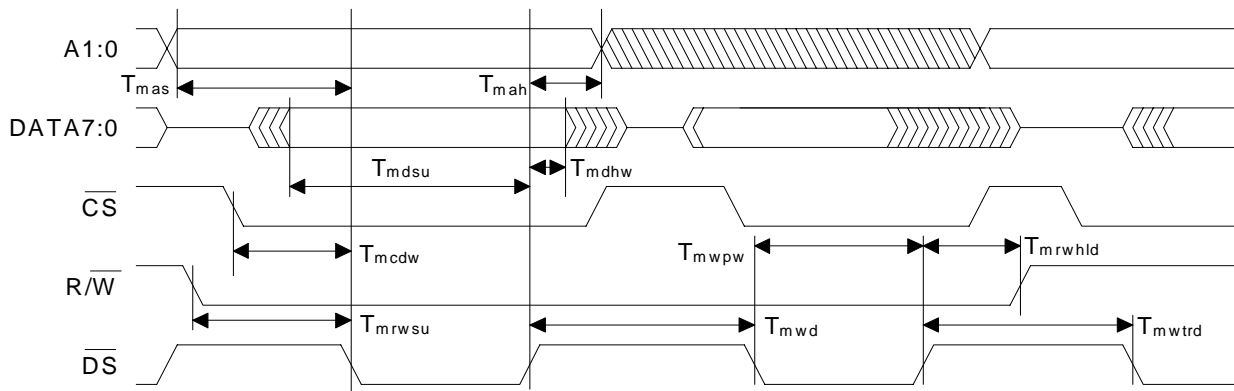 A1:0
Tmas
Tmah
DATA7:0
Tmdsu
Tmdhw
CS
Tmcdw
Tmwpw
Tmrwhld
R/W
Tmrwsu
Tmwd
Tmwtrd
DS